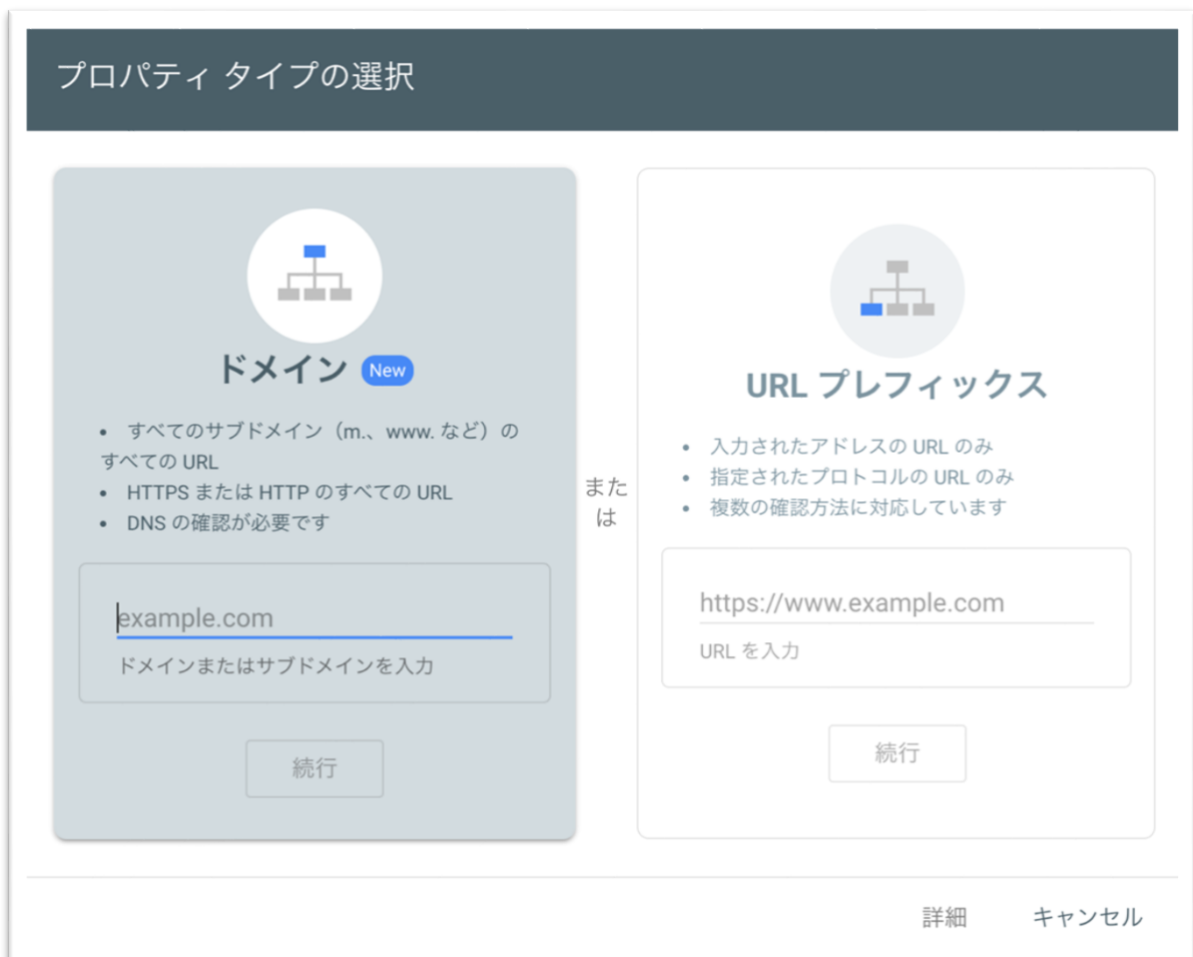 プロパティ タイプの選択
ドメイン New
• すべてのサブドメイン（m.、www. など）の
すべての URL
• HTTPS または HTTP のすべての URL
• DNS の確認が必要です
example.com
ドメインまたはサブドメインを入力
続行
また
は
URL プレフィックス
• 入力されたアドレスの URL のみ
• 指定されたプロトコルの URL のみ
• 複数の確認方法に対応しています
https://www.example.com
URL を入力
続行
詳細 キャンセル